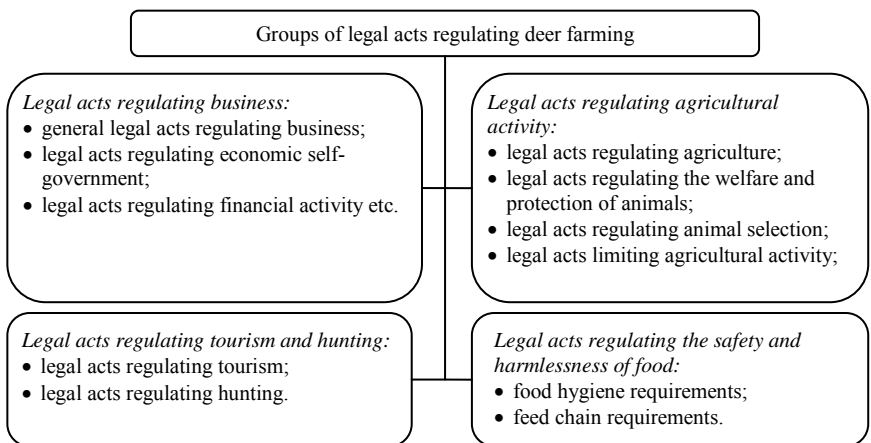 Groups of legal acts regulating deer farming
Legal acts regulating business:
• general legal acts regulating business;
• legal acts regulating economic self-
government;
• legal acts regulating financial activity etc.
Legal acts regulating agricultural
activity:
• legal acts regulating agriculture;
• legal acts regulating the welfare and
protection of animals;
• legal acts regulating animal selection;
• legal acts limiting agricultural activity;
Legal acts regulating tourism and hunting:
• legal acts regulating tourism;
• legal acts regulating hunting.
Legal acts regulating the safety and
harmlessness of food:
• food hygiene requirements;
• feed chain requirements.